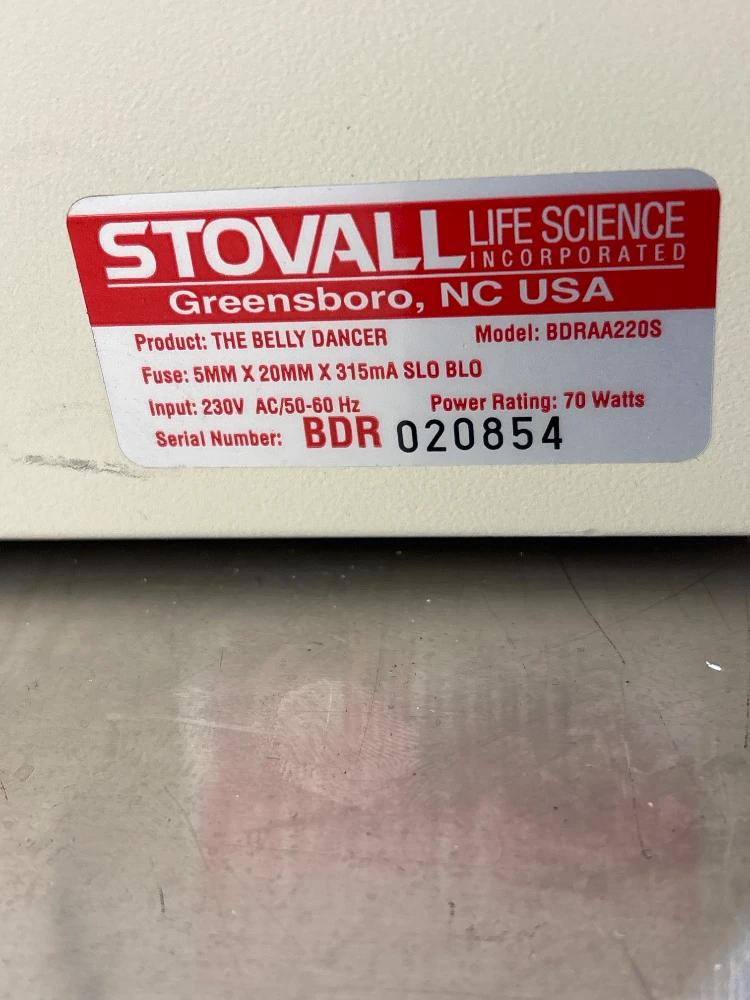 STOVALL LIFE SCIENCE
INCORPORATED
Greensboro, NC USA
Product: THE BELLY DANCER Model: BDRAA220S
Fuse: 5MM X 20MM X 315mA SLO BLO
Input: 230V AC/50-60 Hz Power Rating: 70 Watts
Serial Number: BDR 020854